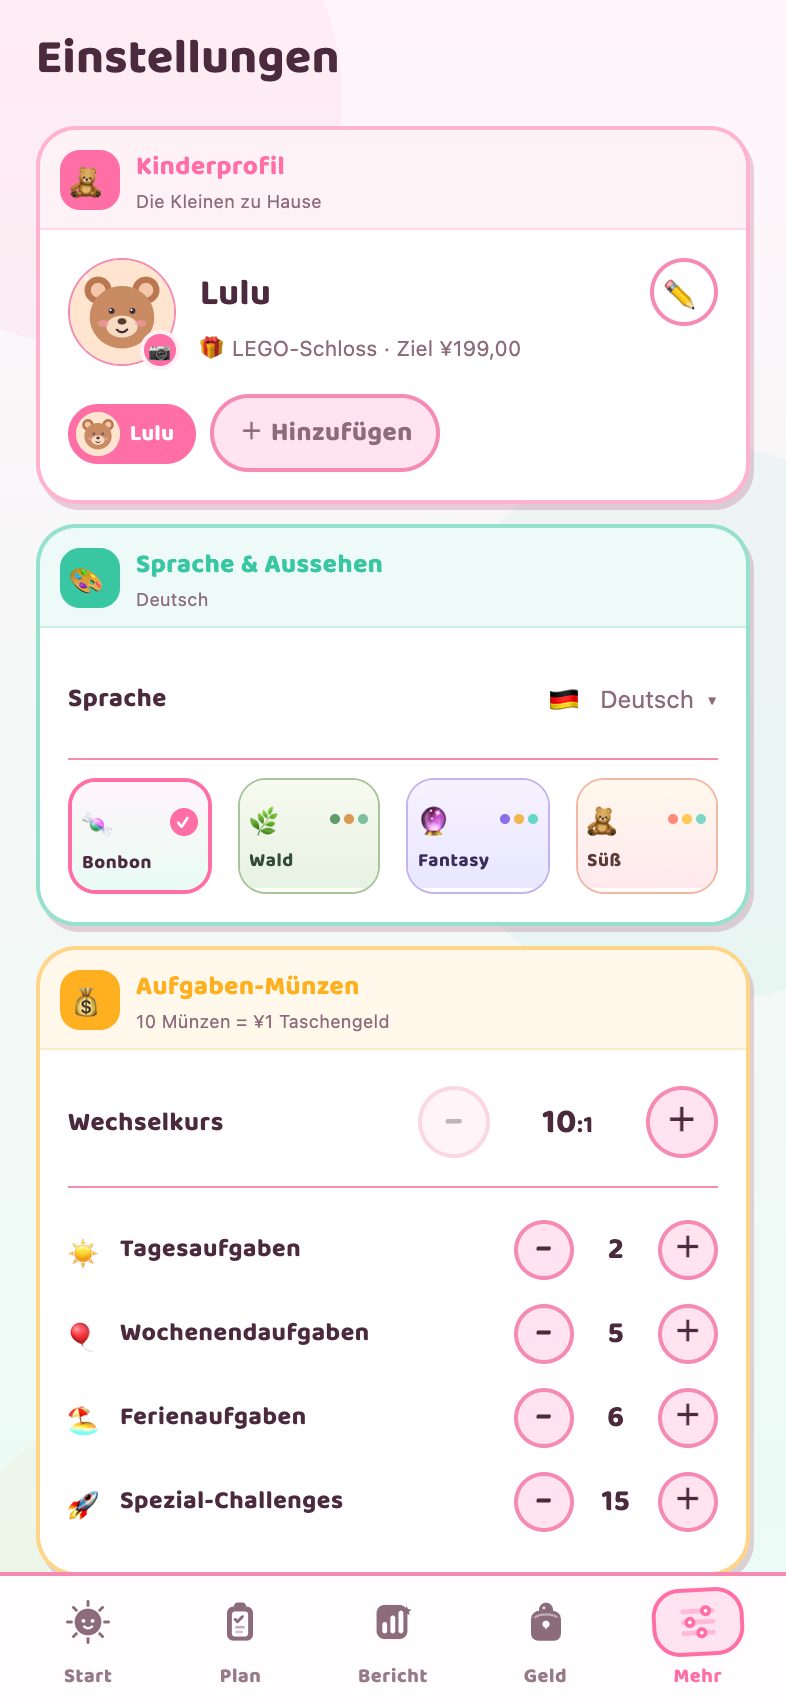 Einstellungen
Kinderprofil
Die Kleinen zu Hause
Lulu
LEGO-Schloss · Ziel ¥199,00
Lulu
+ Hinzufügen
Sprache & Aussehen
Deutsch
Sprache
Deutsch ▾
Bonbon
Wald
Fantasy
Süß
Aufgaben-Münzen
10 Münzen = ¥1 Taschengeld
Wechselkurs - 10:1 +
Tagesaufgaben - 2 +
Wochenendaufgaben - 5 +
Ferienaufgaben - 6 +
Spezial-Challenges - 15 +
Start Plan Bericht Geld Mehr